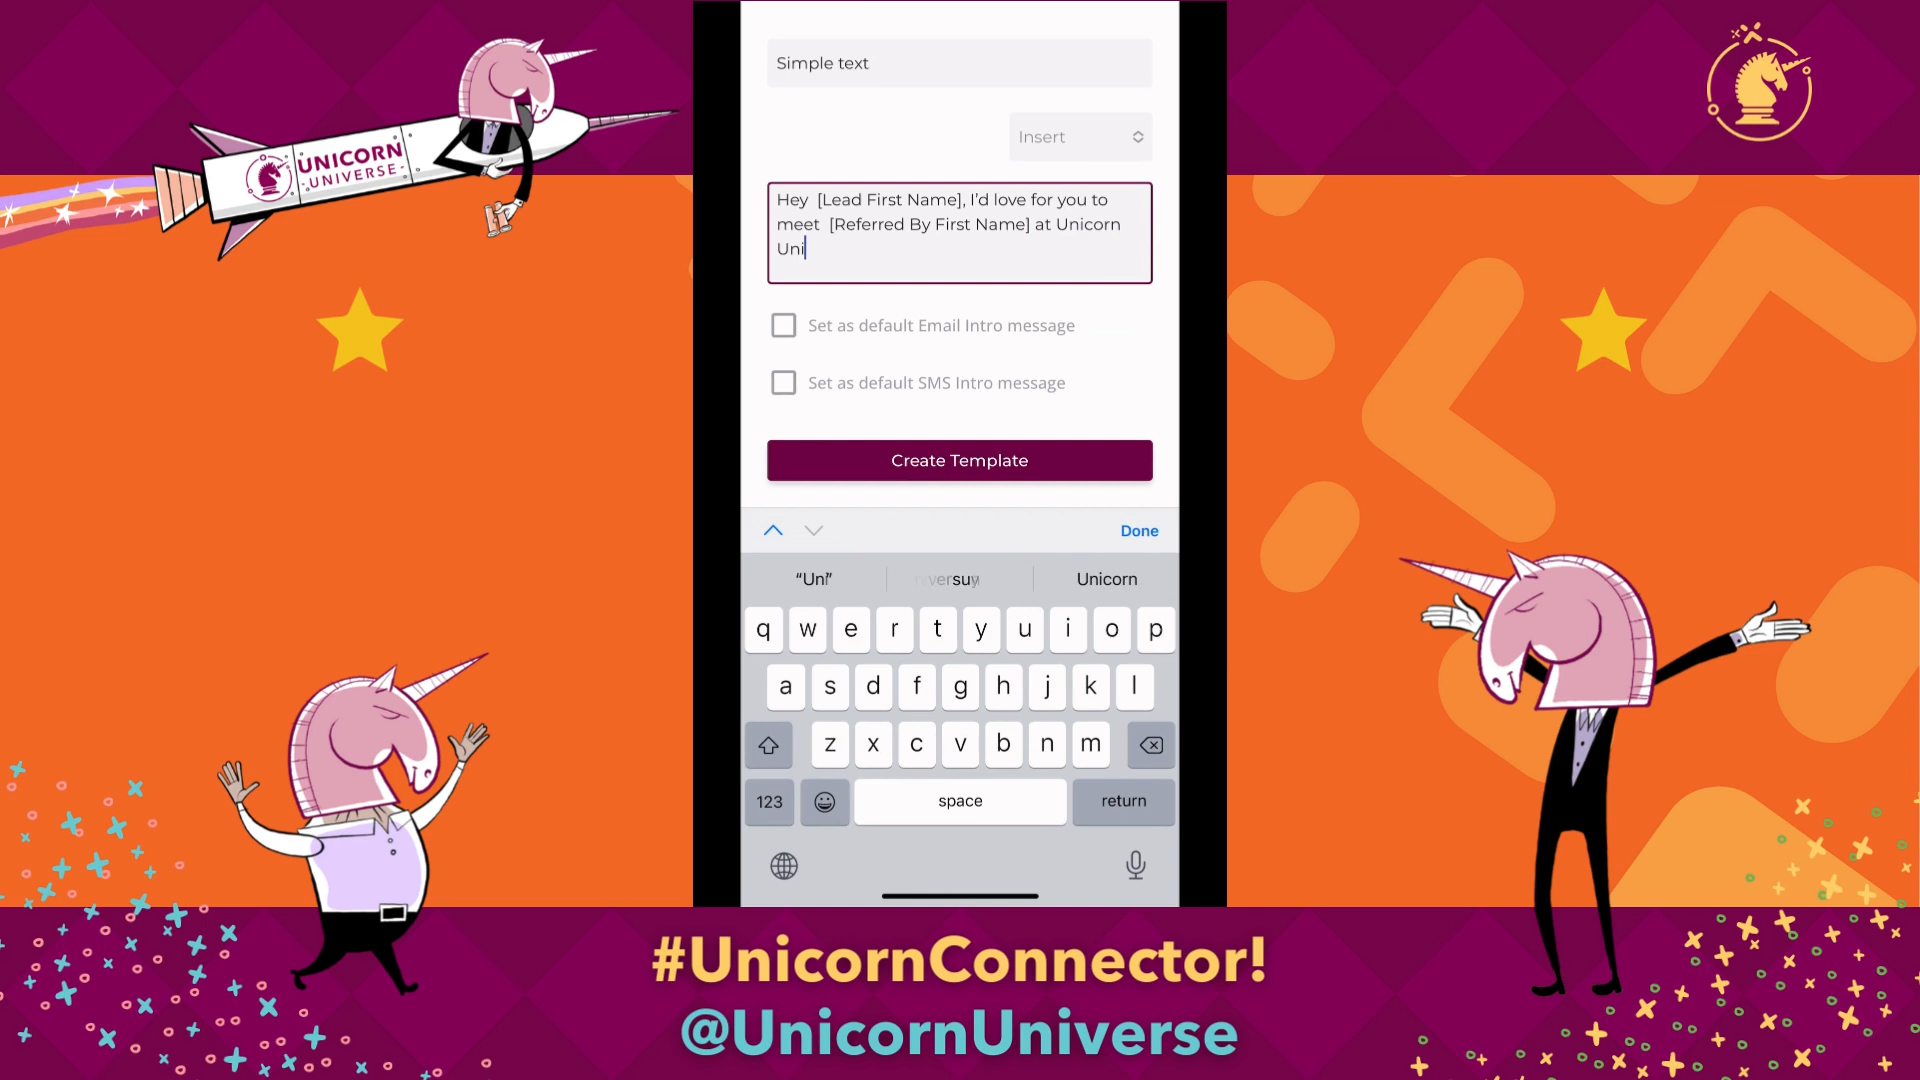 UNICORN
-UNIVERSE-
Simple text
Insert
Hey  [Lead First Name], I’d love for you to
meet  [Referred By First Name] at Unicorn
Uni
Set as default Email Intro message
Set as default SMS Intro message
Create Template
Done
“Uni” Unicorn
q w e r t y u i o p
a s d f g h j k l
z x c v b n m
123 space return
#UnicornConnector!
@UnicornUniverse